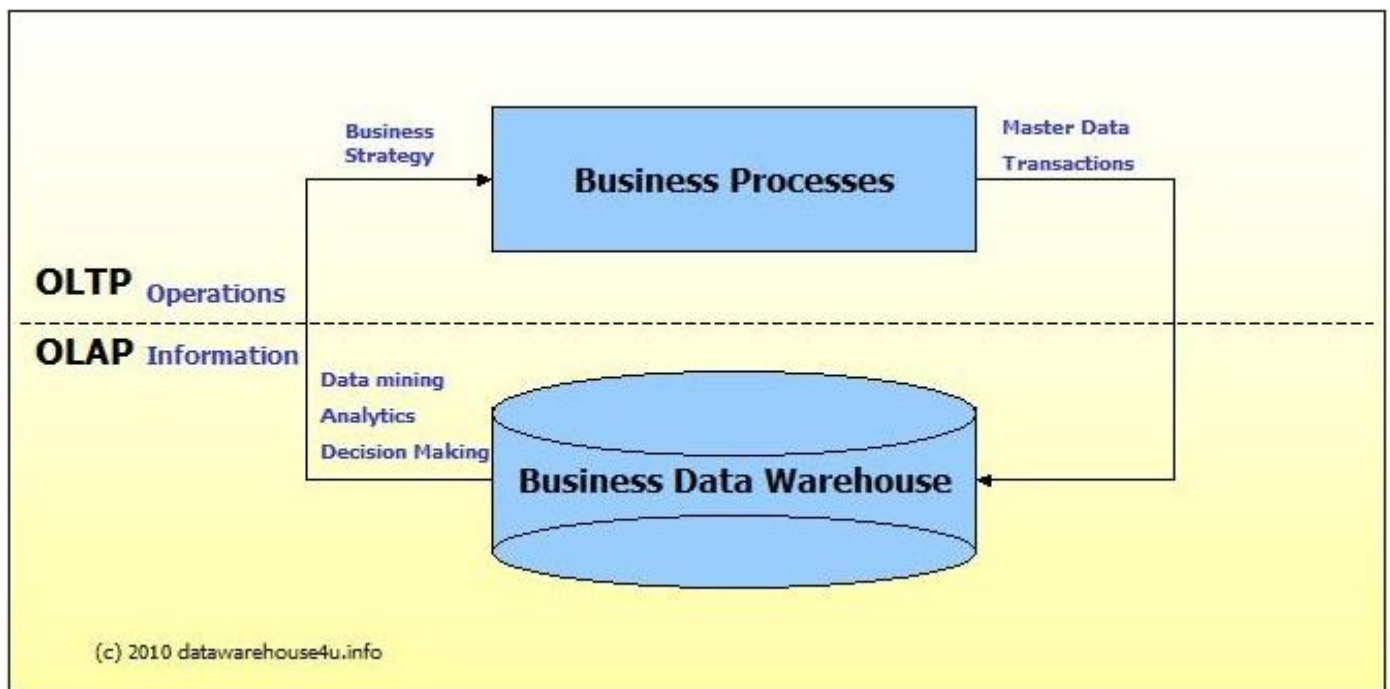 Business
Strategy
Business Processes
Master Data
Transactions
OLTP Operations
OLAP Information
Data mining
Analytics
Decision Making
Business Data Warehouse
(c) 2010 datawarehouse4u.info